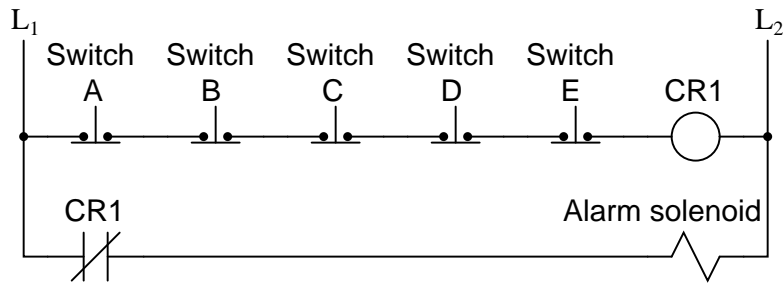 L1 L2
Switch Switch Switch Switch Switch
A B C D E CR1
CR1 Alarm solenoid